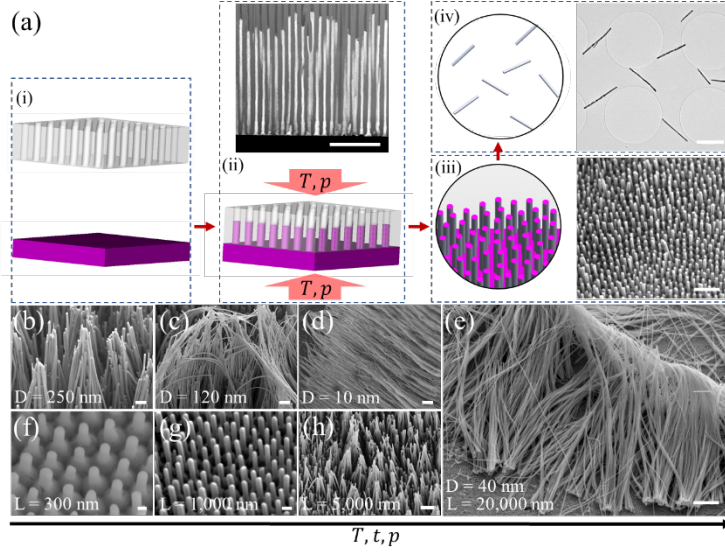 (a)
(i)
(ii)
T, p
T, p
(iv)
(iii)
(b)
D = 250 nm
(c)
D = 120 nm
(d)
D = 10 nm
(e)
D = 40 nm
L = 20,000 nm
(f)
L = 300 nm
(g)
L = 1,000 nm
(h)
L = 5,000 nm
T, t, p